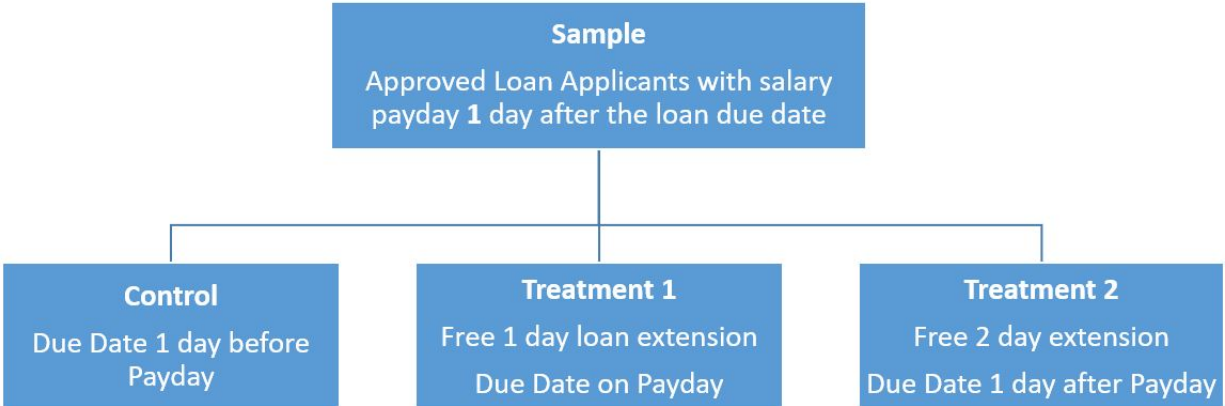 Sample
Approved Loan Applicants with salary
payday 1 day after the loan due date
Control
Due Date 1 day before
Payday
Treatment 1
Free 1 day loan extension
Due Date on Payday
Treatment 2
Free 2 day extension
Due Date 1 day after Payday